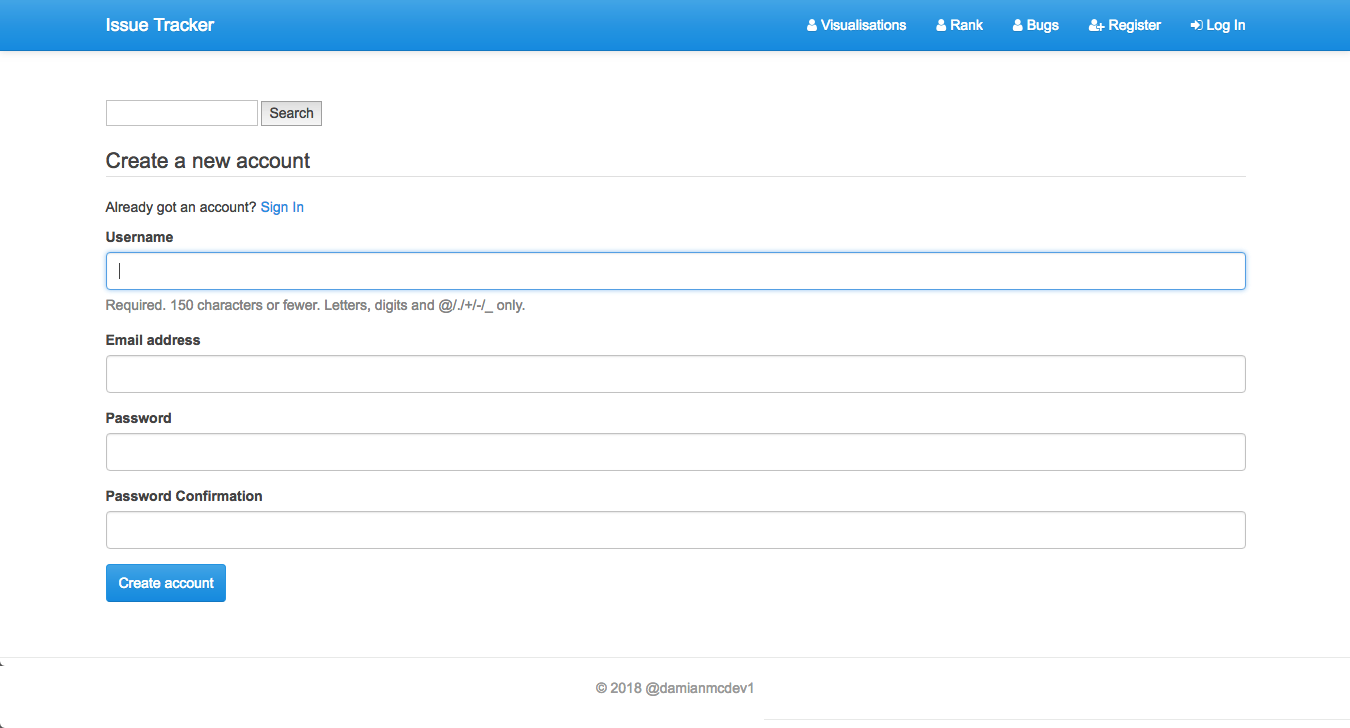 Issue Tracker Visualisations Rank Bugs Register Log In
Search
Create a new account
Already got an account? Sign In
Username
Required. 150 characters or fewer. Letters, digits and @/./+/-/_ only.
Email address
Password
Password Confirmation
Create account
© 2018 @damianmcdev1